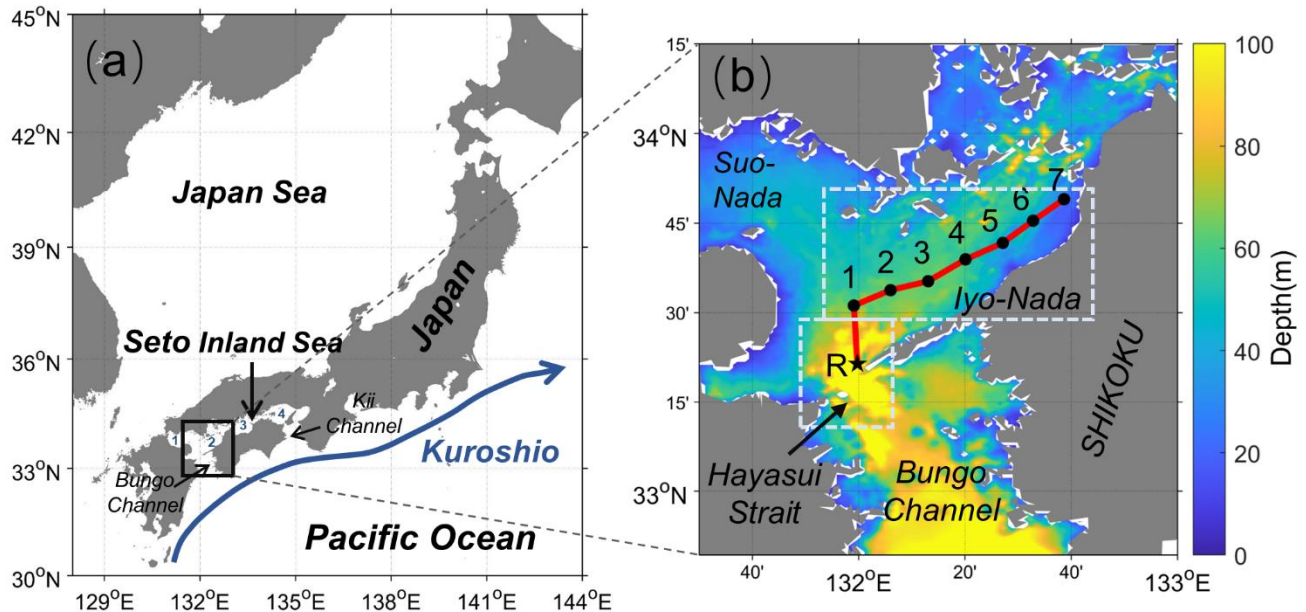 (a)
45°N
42°N
39°N
36°N
33°N
30°N
129°E
132°E
135°E
138°E
141°E
144°E
Japan Sea
Japan
Seto Inland Sea
1
2
3
4
Kii
Channel
Kuroshio
Bungo
Channel
Pacific Ocean
(b)
15'
34°N
45'
30'
15'
33°N
40'
132°E
20'
40'
133°E
Suo-
Nada
1
2
3
4
5
6
7
Iyo-Nada
R
SHIKOKU
Hayasui
Strait
Bungo
Channel
100
80
60
40
20
0
Depth(m)